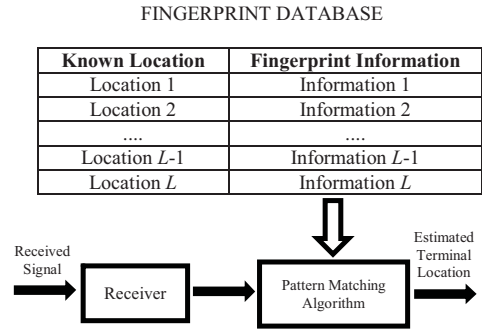 FINGERPRINT DATABASE
Known Location Fingerprint Information
Location 1 Information 1
Location 2 Information 2
.... ....
Location L-1 Information L-1
Location L Information L
Received
Signal
Receiver
Pattern Matching
Algorithm
Estimated
Terminal
Location